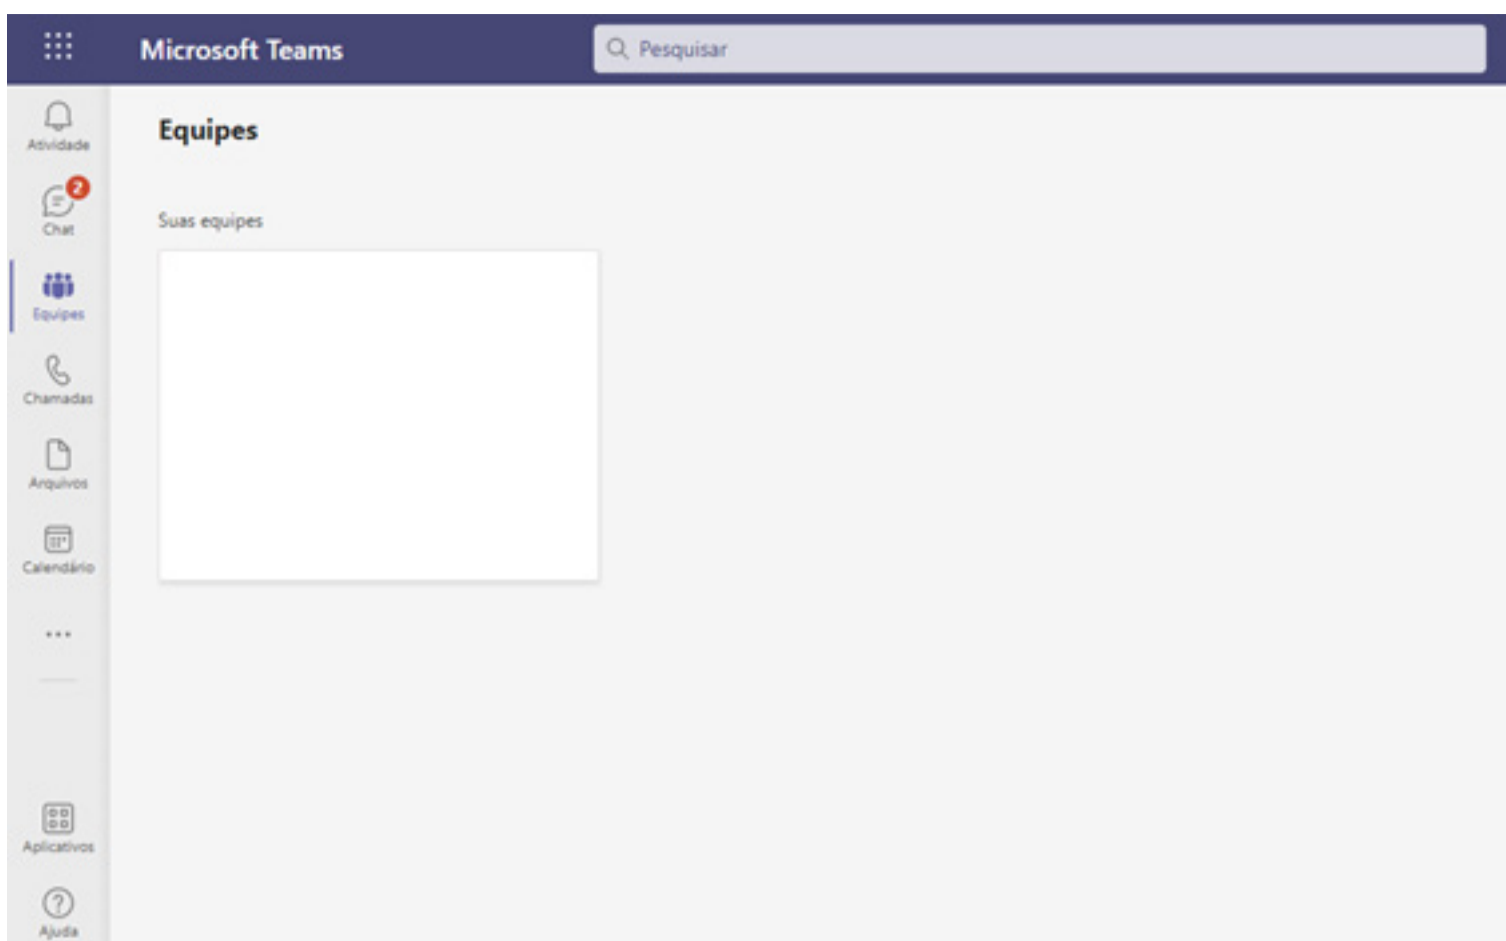 Microsoft Teams
Pesquisar
Atividade
2
Chat
Equipes
Chamadas
Arquivos
Calendário
...
Aplicativos
Ajuda
Equipes
Suas equipes